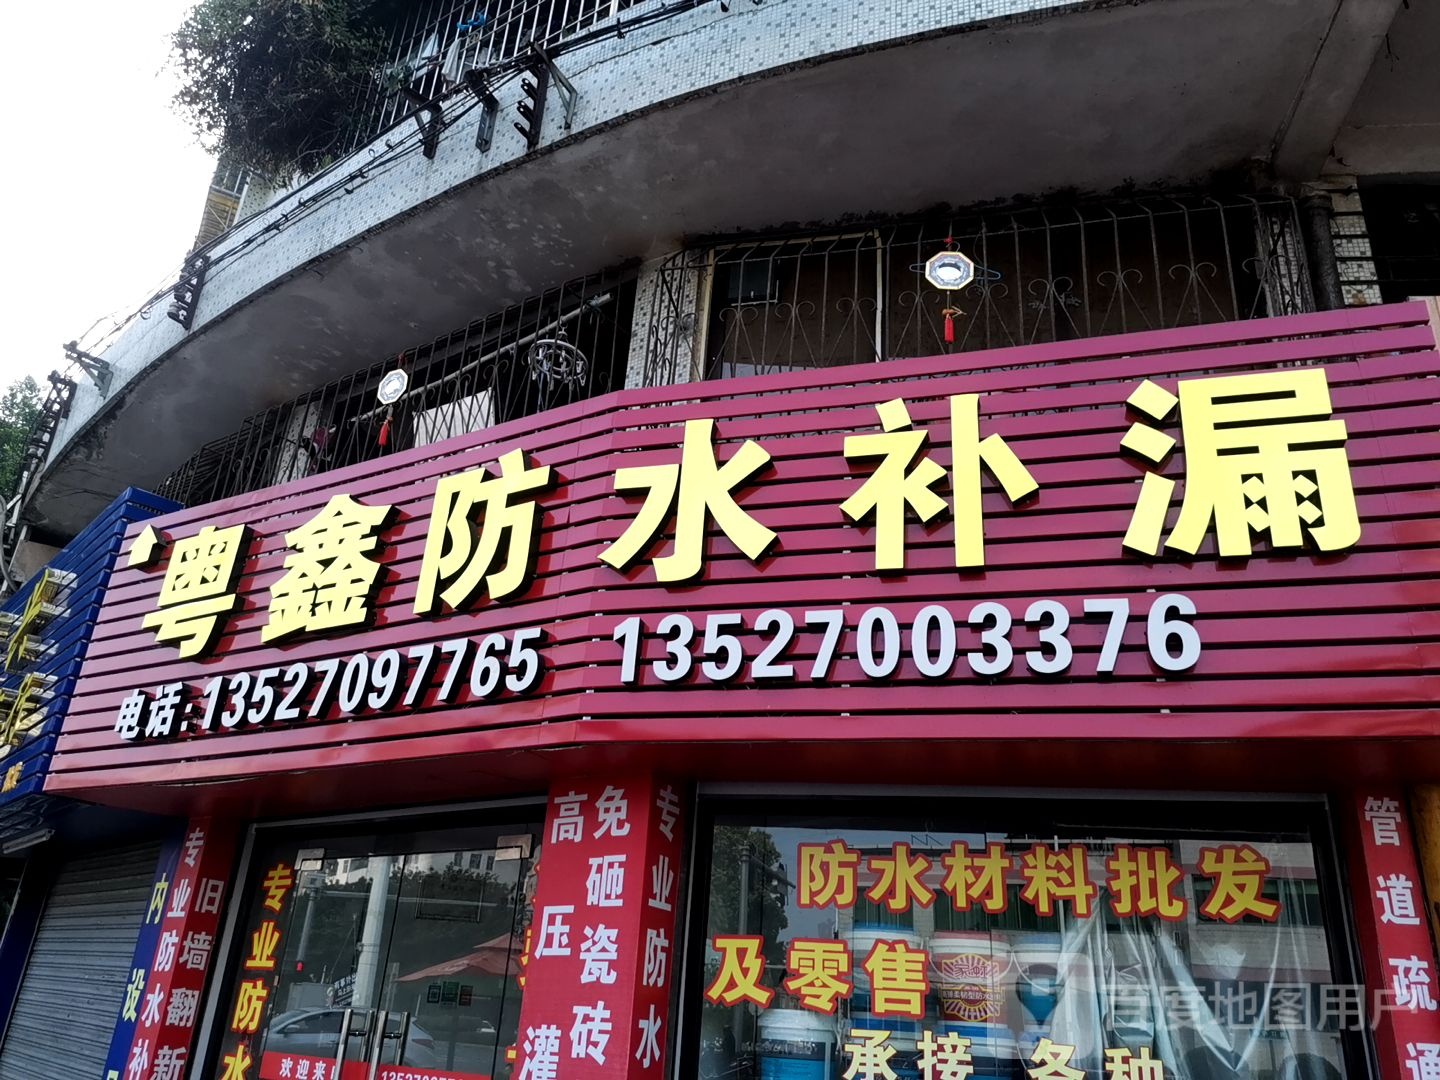 粤鑫防水补漏
电话:13527097765 13527003376
专业防水补
旧墙翻新
内
设
专业防水
欢迎
高压灌
免砸瓷砖
专业防水
防水材料批发
及零售
承接各种
管道疏通
百度地图用户